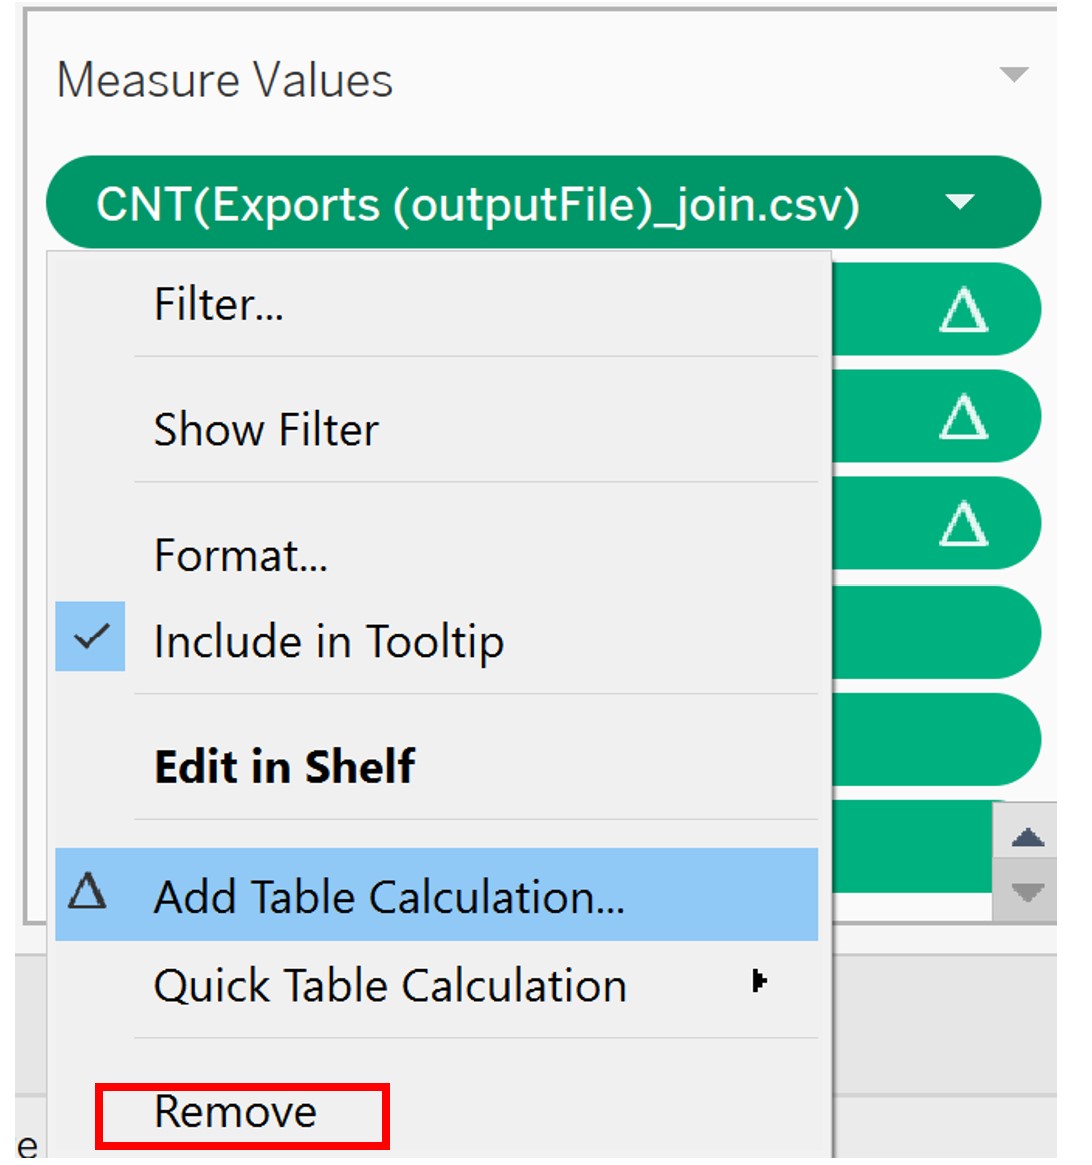 Measure Values
CNT(Exports (outputFile)_join.csv)
Filter...
Show Filter
Format...
Include in Tooltip
Edit in Shelf
Add Table Calculation...
Quick Table Calculation
Remove
e